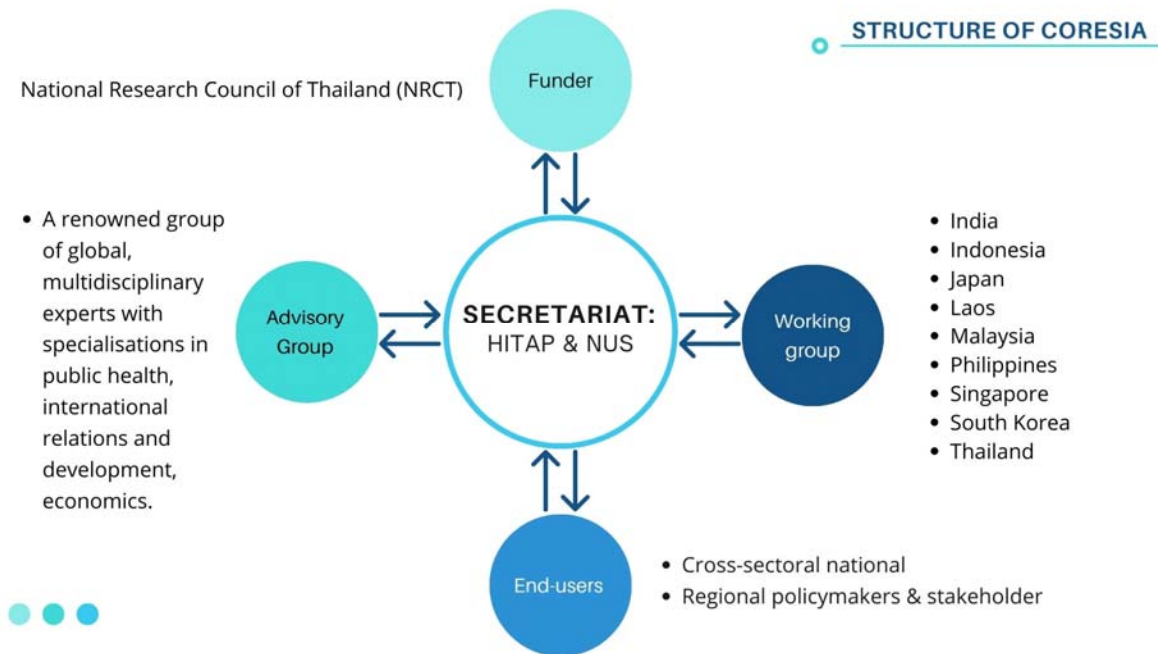 STRUCTURE OF CORESIA
National Research Council of Thailand (NRCT)
Funder
• A renowned group
of global,
multidisciplinary
experts with
specialisations in
public health,
international
relations and
development,
economics.
Advisory
Group
SECRETARIAT:
HITAP & NUS
Working
group
• India
• Indonesia
• Japan
• Laos
• Malaysia
• Philippines
• Singapore
• South Korea
• Thailand
End-users
• Cross-sectoral national
• Regional policymakers & stakeholder